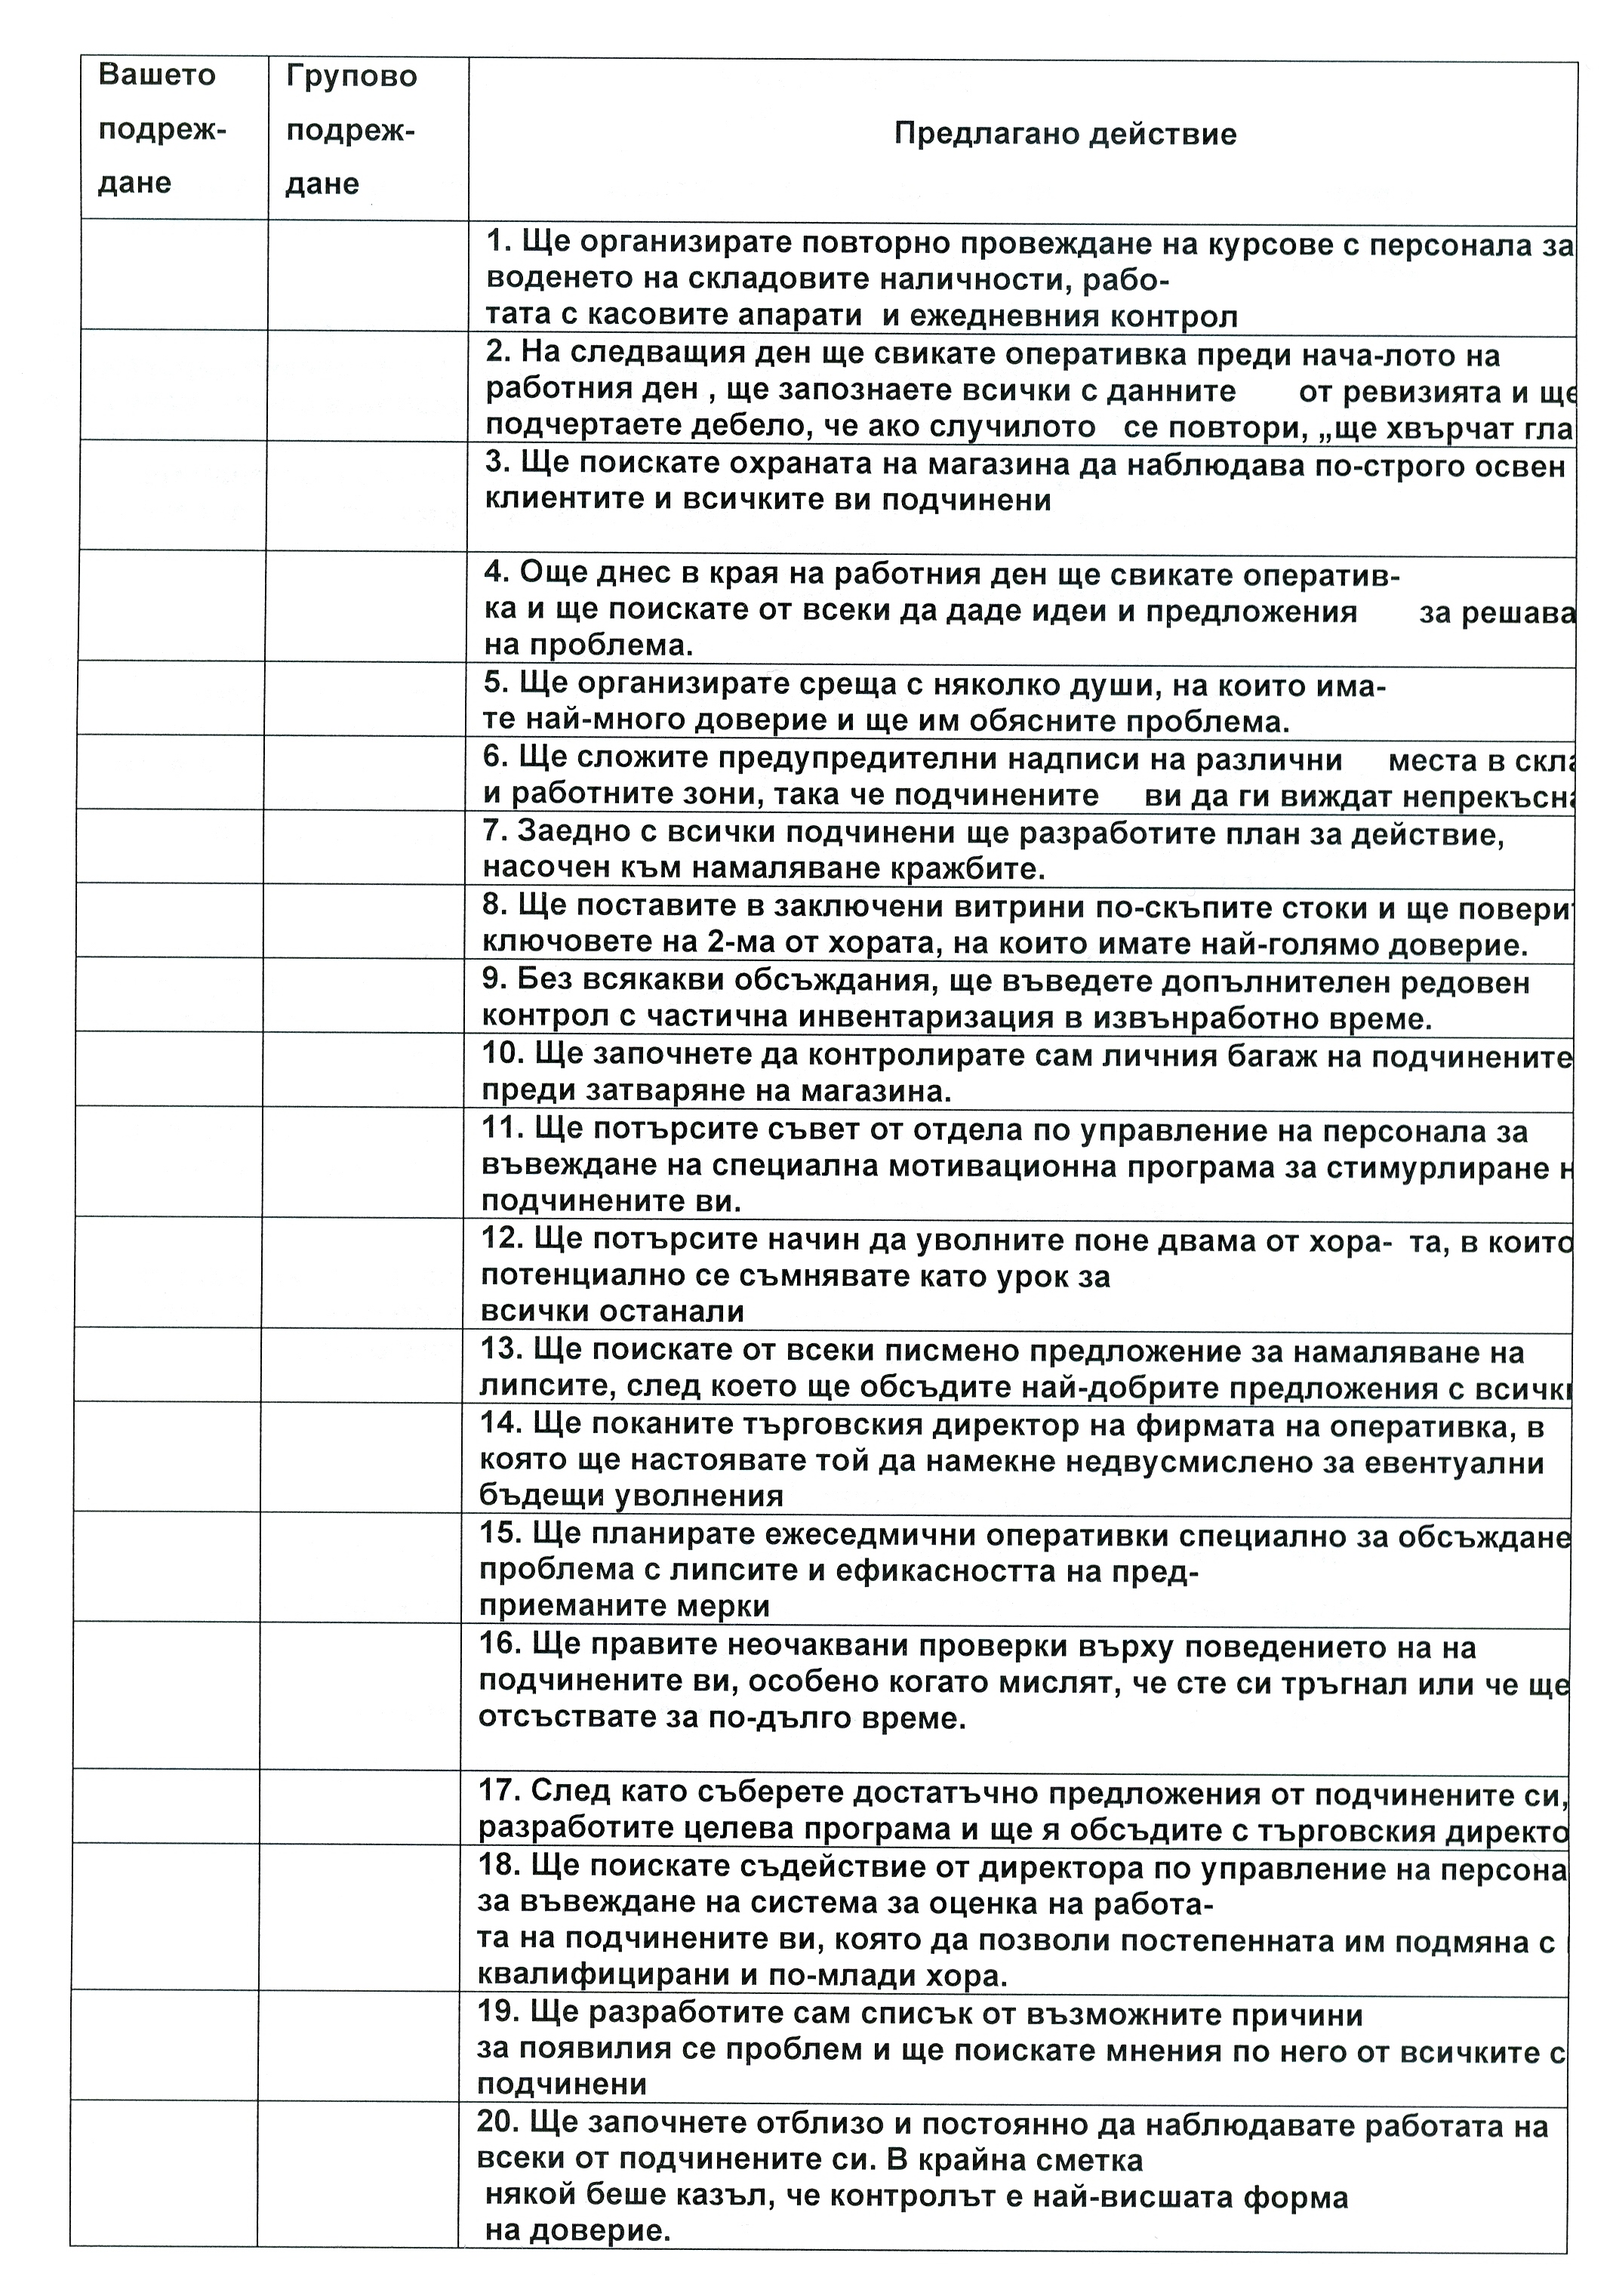 Вашето
подреж-
дане
Групово
подреж-
дане
Предлагано действие
1. Ще организирате повторно провеждане на курсове с персонала за
воденето на складовите наличности, рабо-
тата с касовите апарати и ежедневния контрол
2. На следващия ден ще свикате оперативка преди нача-лото на
работния ден , ще запознаете всички с данните от ревизията и ще
подчертаете дебело, че ако случилото се повтори, „ще хвърчат гла
3. Ще поискате охраната на магазина да наблюдава по-строго освен
клиентите и всичките ви подчинени
4. Още днес в края на работния ден ще свикате оператив-
ка и ще поискате от всеки да даде идеи и предложения за решава
на проблема.
5. Ще организирате среща с няколко души, на които има-
те най-много доверие и ще им обясните проблема.
6. Ще сложите предупредителни надписи на различни места в скла
и работните зони, така че подчинените ви да ги виждат непрекъсна
7. Заедно с всички подчинени ще разработите план за действие,
насочен към намаляване кражбите.
8. Ще поставите в заключени витрини по-скъпите стоки и ще повери
ключовете на 2-ма от хората, на които имате най-голямо доверие.
9. Без всякакви обсъждания, ще въведете допълнителен редовен
контрол с частична инвентаризация в извънработно време.
10. Ще започнете да контролирате сам личния багаж на подчинените
преди затваряне на магазина.
11. Ще потърсите съвет от отдела по управление на персонала за
въвеждане на специална мотивационна програма за стимурлиране н
подчинените ви.
12. Ще потърсите начин да уволните поне двама от хора- та, в които
потенциално се съмнявате като урок за
всички останали
13. Ще поискате от всеки писмено предложение за намаляване на
липсите, след което ще обсъдите най-добрите предложения с всичк
14. Ще поканите търговския директор на фирмата на оперативка, в
която ще настоявате той да намекне недвусмислено за евентуални
бъдещи уволнения
15. Ще планирате ежеседмични оперативки специално за обсъждане
проблема с липсите и ефикасността на пред-
приеманите мерки
16. Ще правите неочаквани проверки върху поведението на на
подчинените ви, особено когато мислят, че сте си тръгнал или че ще
отсъствате за по-дълго време.
17. След като съберете достатъчно предложения от подчинените си,
разработите целева програма и ще я обсъдите с търговския директо
18. Ще поискате съдействие от директора по управление на персона
за въвеждане на система за оценка на работа-
та на подчинените ви, която да позволи постепенната им подмяна с
квалифицирани и по-млади хора.
19. Ще разработите сам списък от възможните причини
за появилия се проблем и ще поискате мнения по него от всичките с
подчинени
20. Ще започнете отблизо и постоянно да наблюдавате работата на
всеки от подчинените си. В крайна сметка
някой беше казъл, че контролът е най-висшата форма
на доверие.